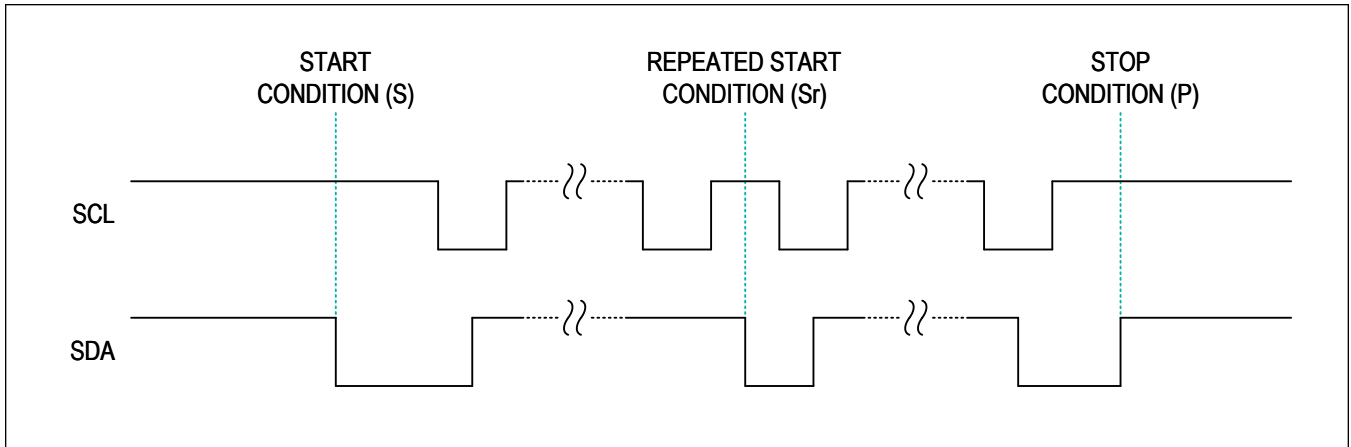 START
CONDITION (S)
REPEATED START
CONDITION (Sr)
STOP
CONDITION (P)
SCL
SDA